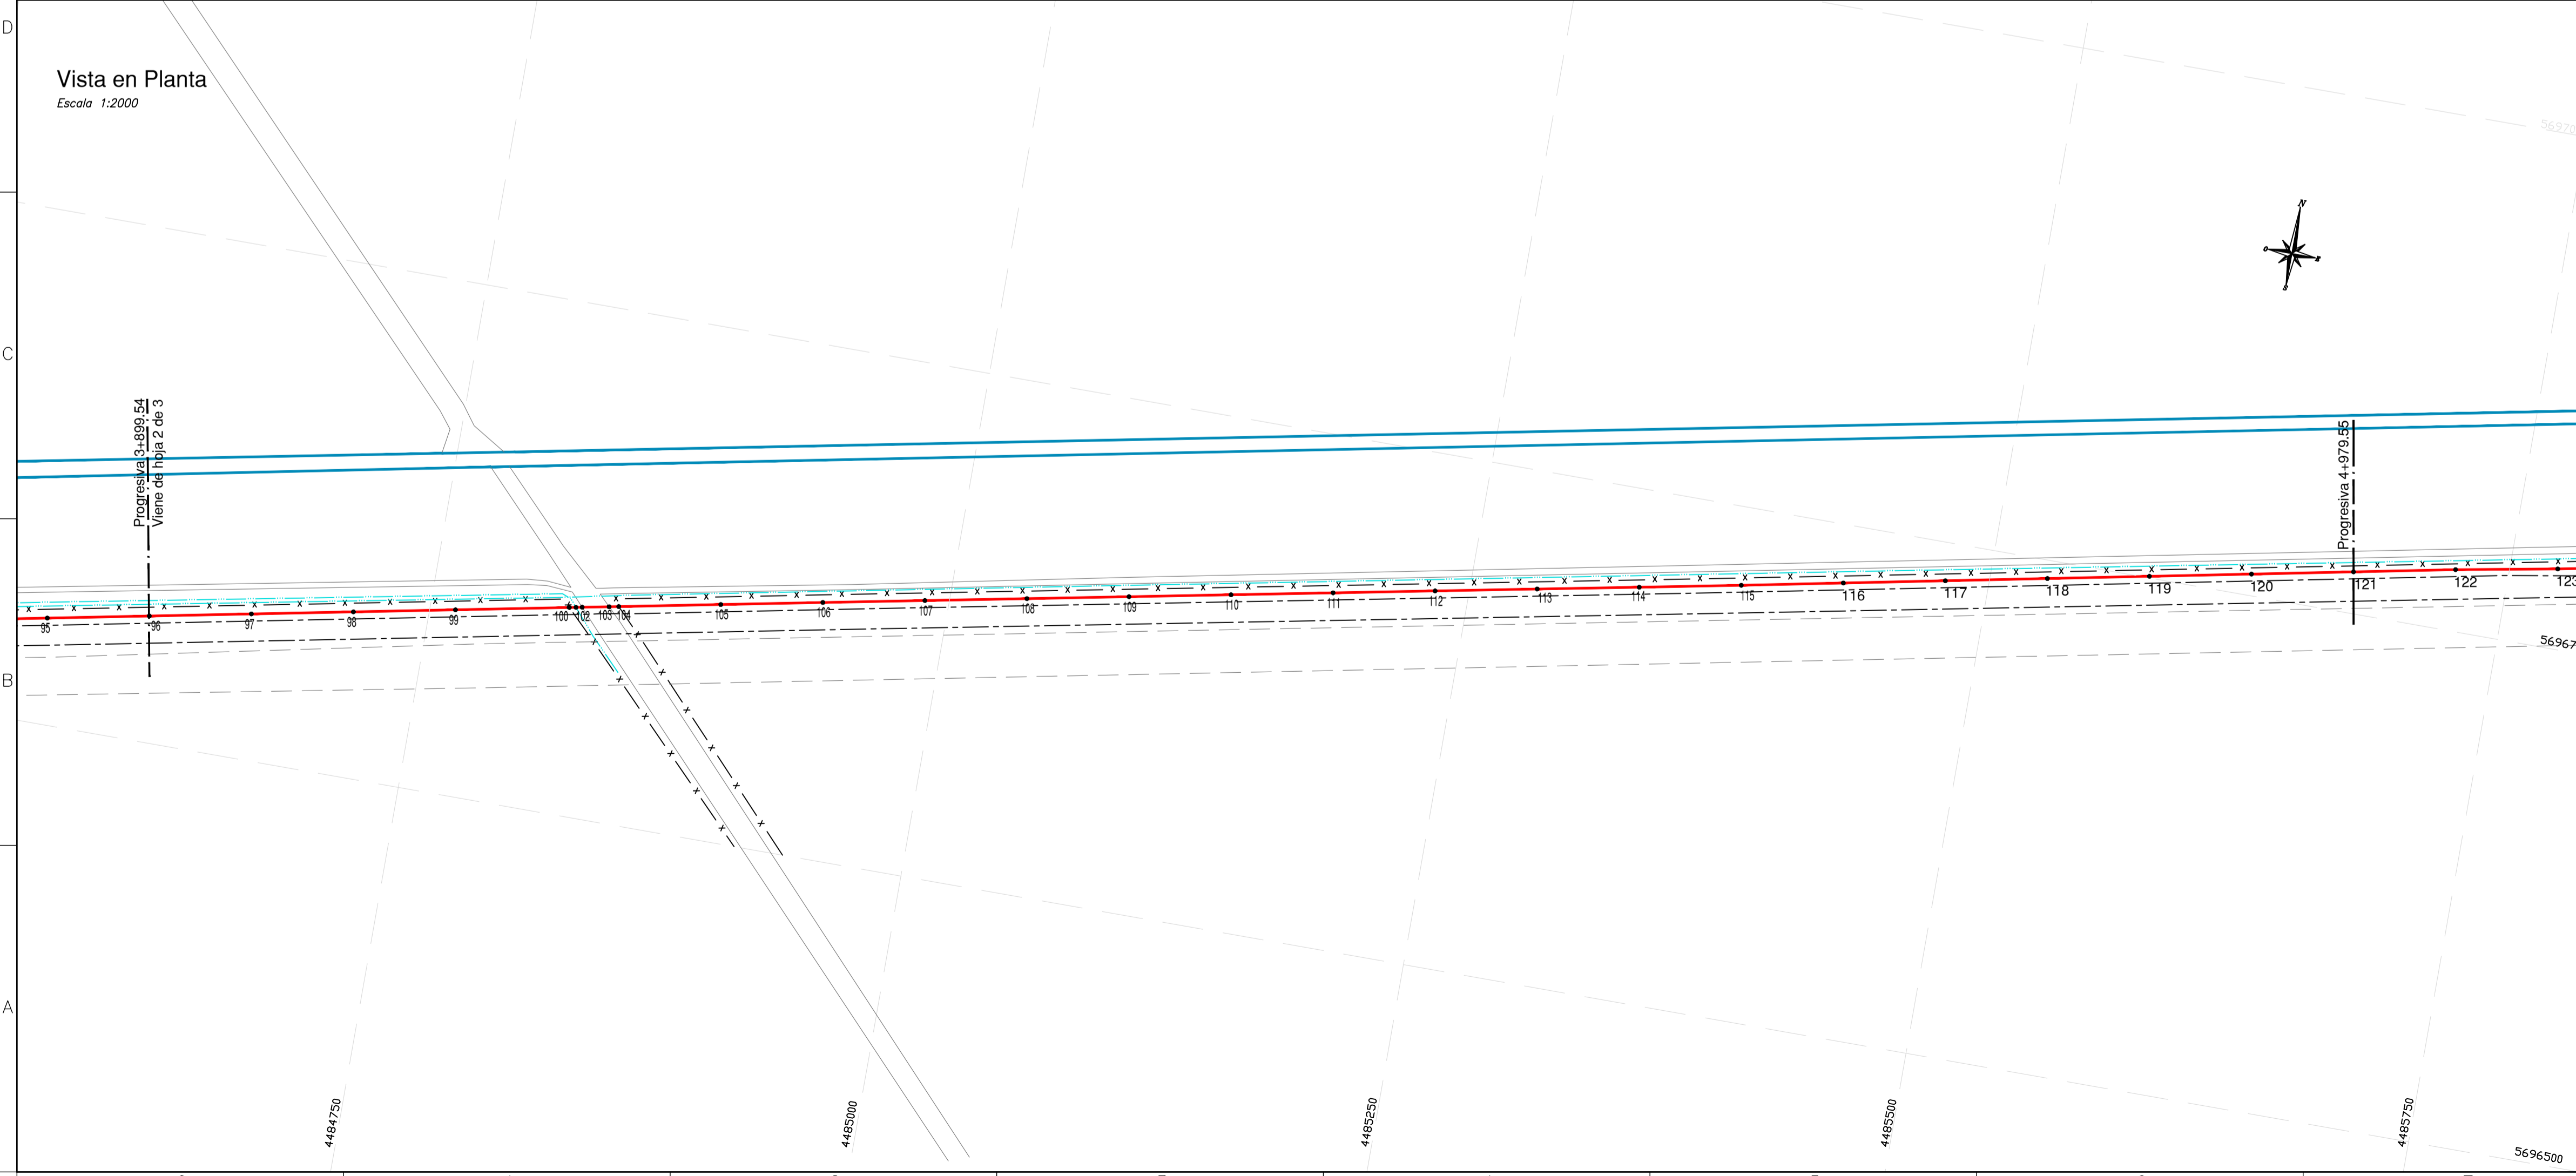 D
Vista en Planta
Escala 1:2000
C
B
A
N
O
S
Progresiva 3+899.54
Viene de hoja 2 de 3
Progresiva 4+979.55
95 96 97 98 99 100 102 103 104 105 106 107 108 109 110 111 112 113 114 115 116 117 118 119 120 121 122 123
4484750
4485000
4485250
4485500
4485750
5696500